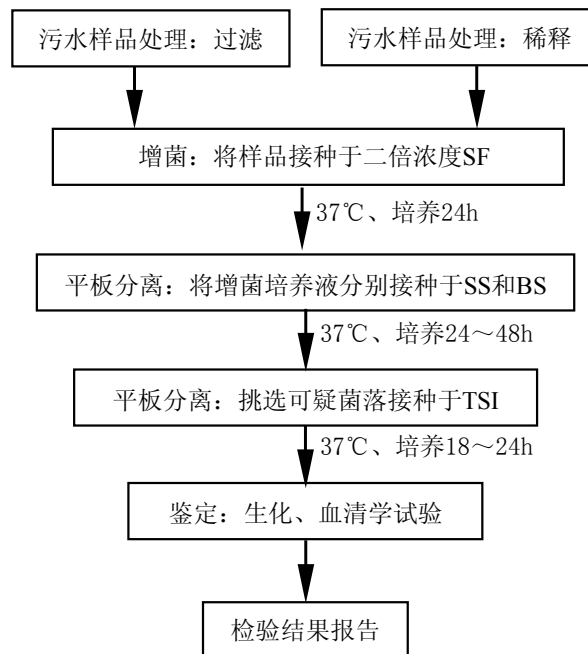 污水样品处理：过滤
污水样品处理：稀释
增菌：将样品接种于二倍浓度SF
37℃、培养24h
平板分离：将增菌培养液分别接种于SS和BS
37℃、培养24～48h
平板分离：挑选可疑菌落接种于TSI
37℃、培养18～24h
鉴定：生化、血清学试验
检验结果报告